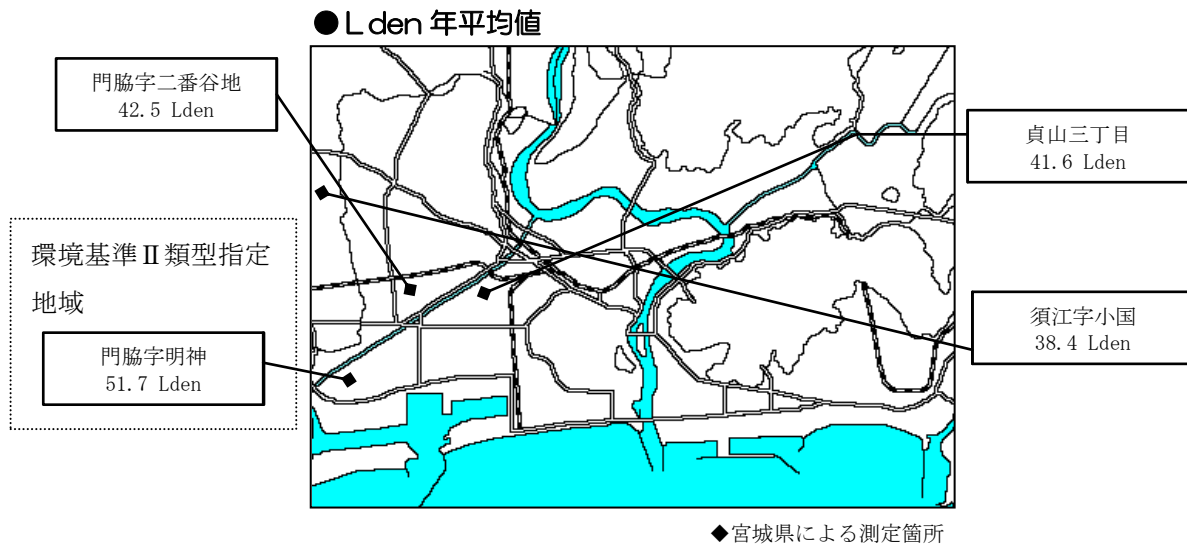 ●Lden 年平均値
門脇字二番谷地
42.5 Lden
貞山三丁目
41.6 Lden
環境基準Ⅱ類型指定
地域
門脇字明神
51.7 Lden
須江字小国
38.4 Lden
◆宮城県による測定箇所